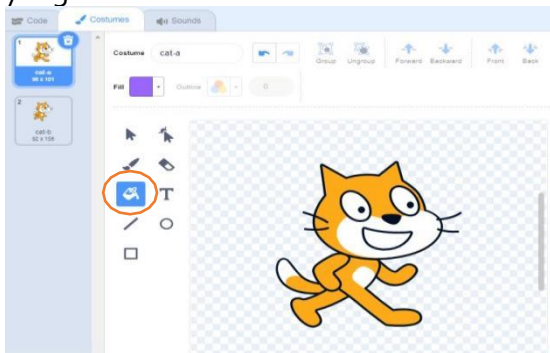 Code Costumes Sounds
Costume cat-a Group Ungroup Forward Backward Front Back
Fill Outline 0
1
cat-a
2
cat-b
T